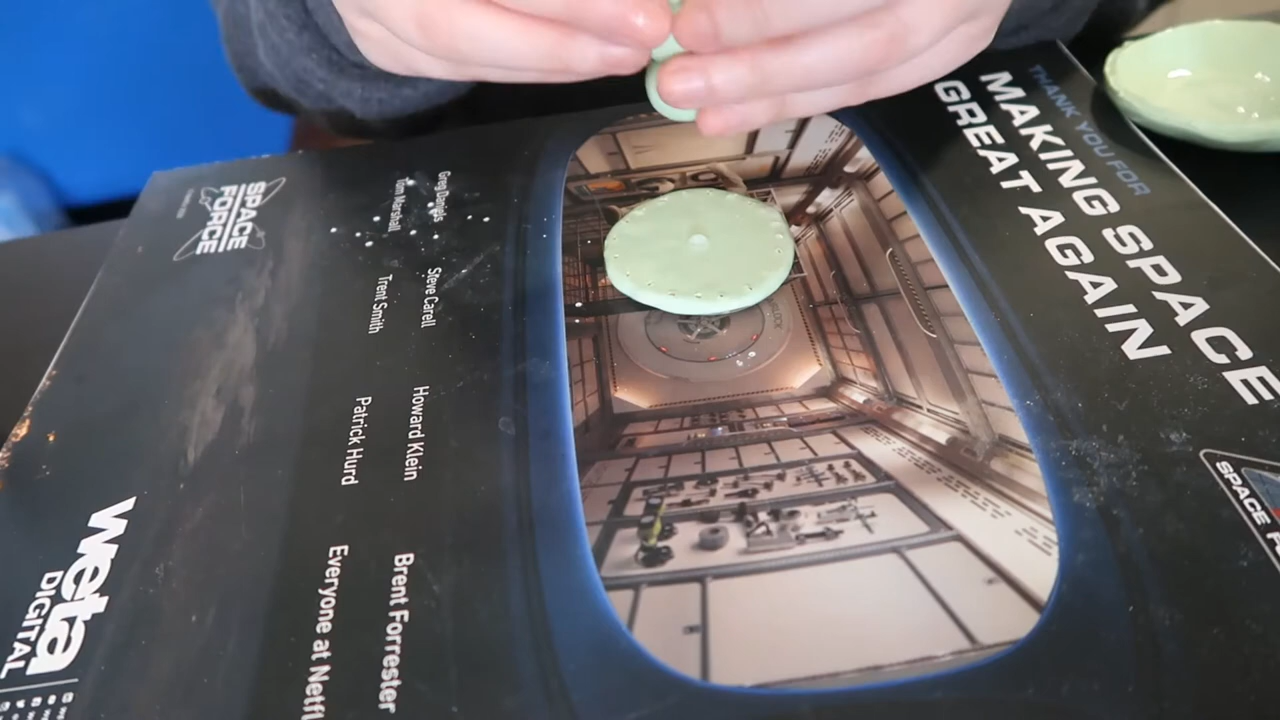 THANK YOU FOR
MAKING SPACE
GREAT AGAIN
SPACE
Greg Daniels
Steve Carell
Howard Klein
Brent Forrester
Tom Marshall
Trent Smith
Patrick Hurd
Everyone at
SPACE
FORCE
weta
DIGITAL